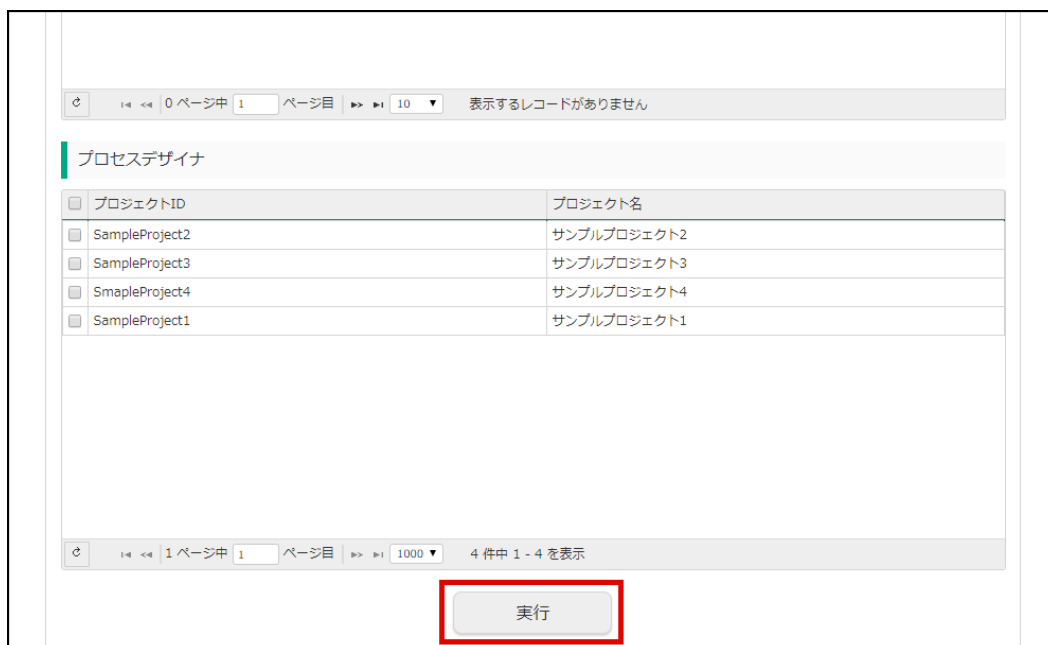 0 ページ中 1 ページ目 10 表示するレコードがありません
プロセスデザイナ
プロジェクトID プロジェクト名
SampleProject2 サンプルプロジェクト2
SampleProject3 サンプルプロジェクト3
SmapleProject4 サンプルプロジェクト4
SampleProject1 サンプルプロジェクト1
1 ページ中 1 ページ目 1000 4 件中 1 - 4 を表示
実行